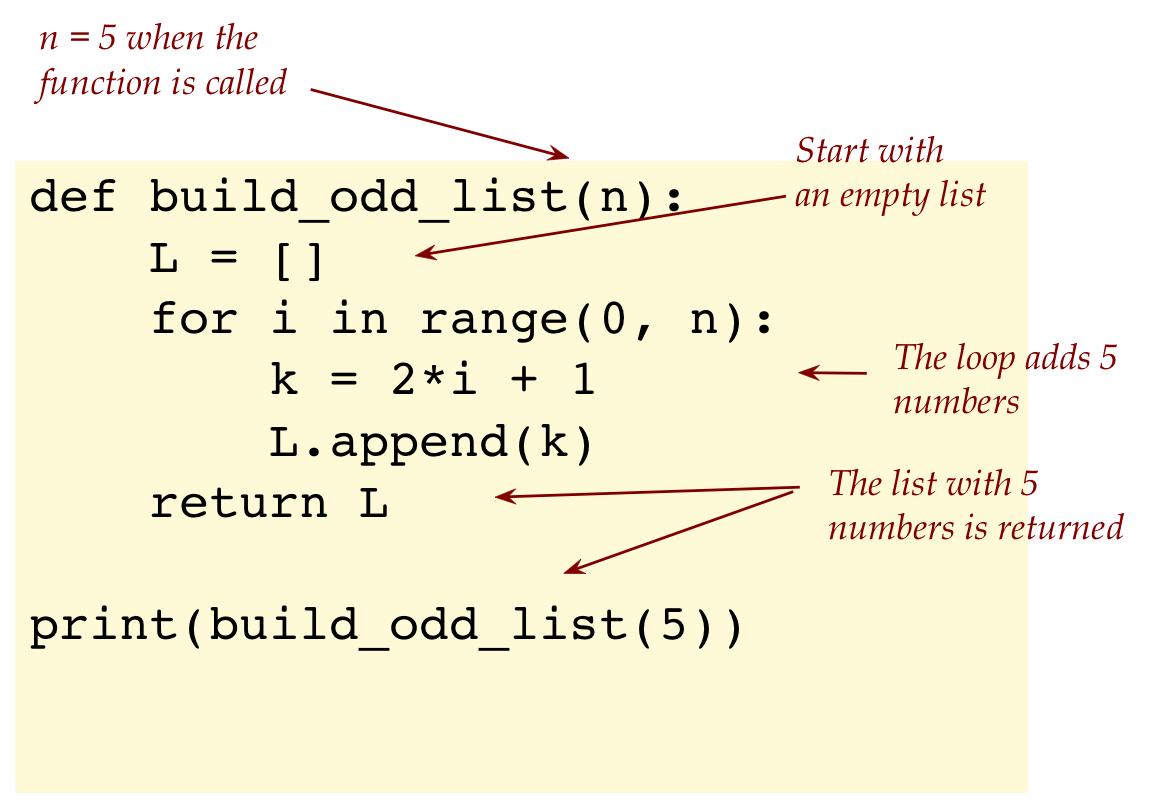 n = 5 when the
function is called
Start with
an empty list
def build_odd_list(n):
    L = []
    for i in range(0, n):
        k = 2*i + 1
        L.append(k)
    return L
The loop adds 5
numbers
The list with 5
numbers is returned
print(build_odd_list(5))